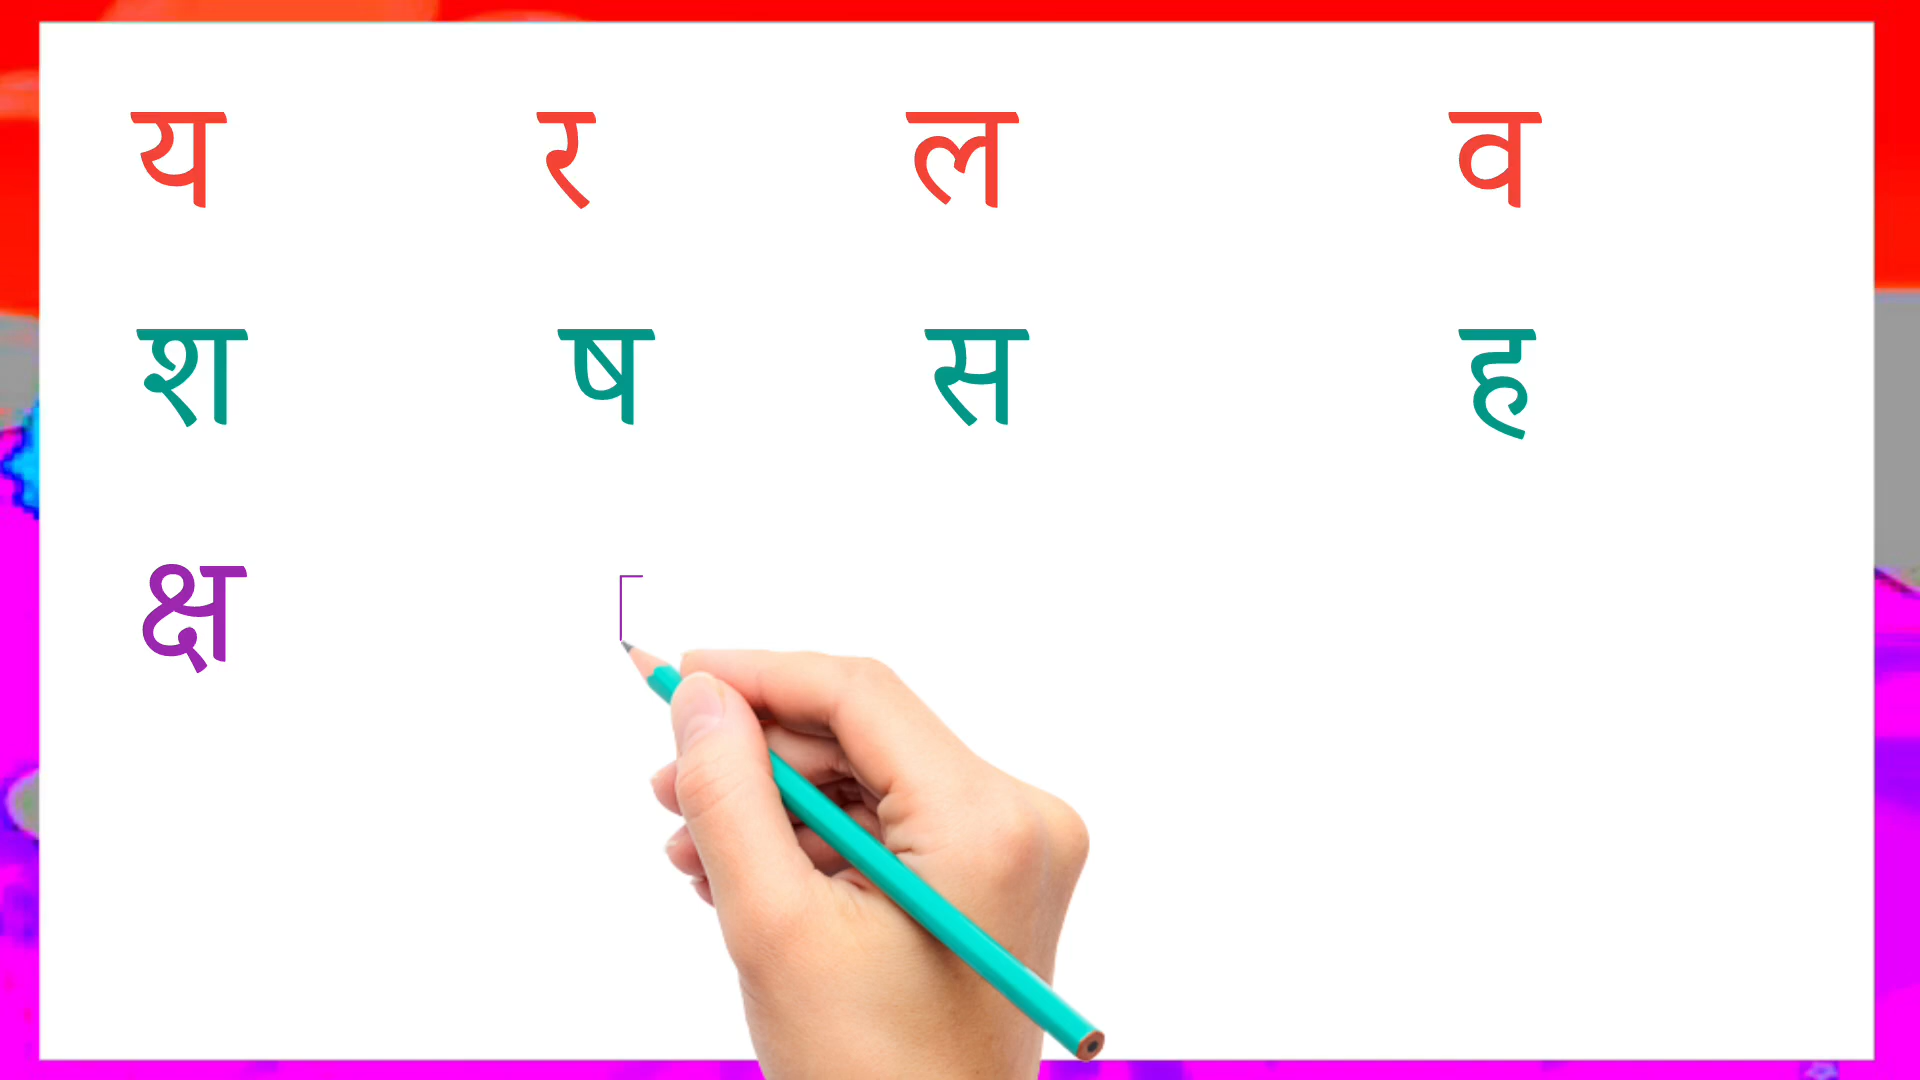 य र ल व
श ष स ह
क्ष